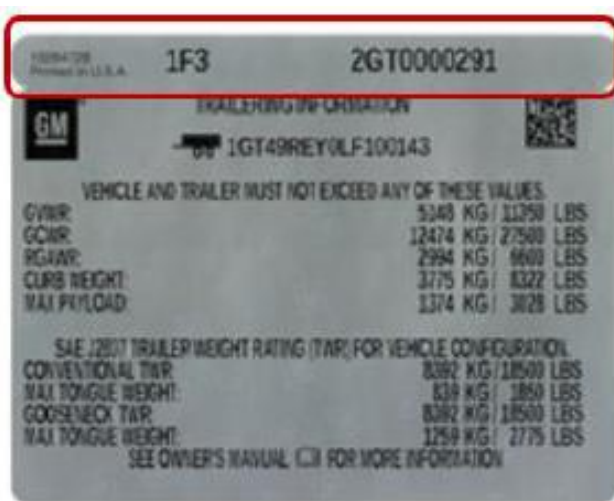 Printed in U.S.A. 1F3 2GT0000291
TRAILERING INFORMATION
GM 1GT49REY0LF100143
VEHICLE AND TRAILER MUST NOT EXCEED ANY OF THESE VALUES.
GVWR: 5148 KG/ 11350 LBS
GCWR: 12474 KG/ 27500 LBS
RGAWR: 2994 KG/ 6600 LBS
CURB WEIGHT: 3775 KG/ 8322 LBS
MAX PAYLOAD: 1374 KG/ 3028 LBS
SAE J2807 TRAILER WEIGHT RATING (TWR) FOR VEHICLE CONFIGURATION.
CONVENTIONAL TWR: 8392 KG/18500 LBS
MAX TONGUE WEIGHT: 839 KG/ 1850 LBS
GOOSENECK TWR: 8392 KG/18500 LBS
MAX TONGUE WEIGHT: 1259 KG/ 2775 LBS
SEE OWNER'S MANUAL FOR MORE INFORMATION